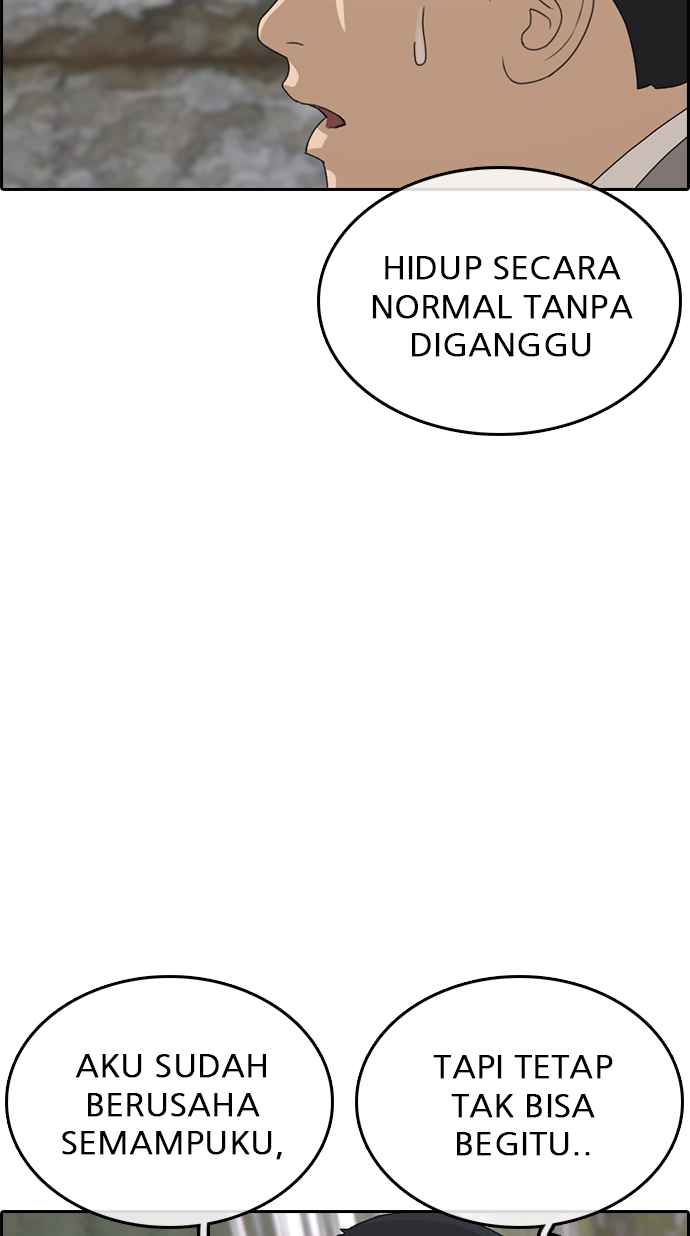 HIDUP SECARA
NORMAL TANPA
DIGANGGU
AKU SUDAH
BERUSAHA
SEMAMPUKU,
TAPI TETAP
TAK BISA
BEGITU..